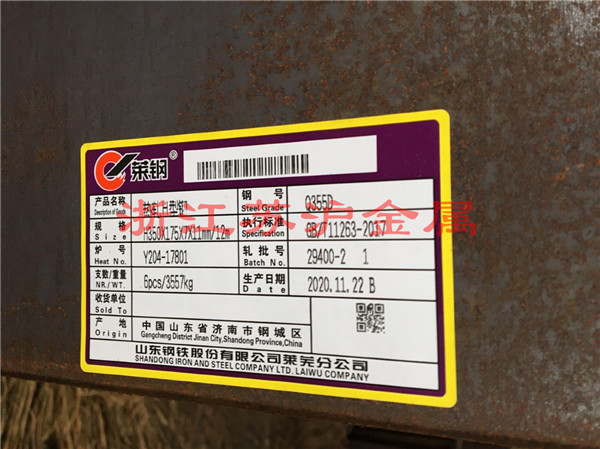 莱钢®
产品名称 热轧H型钢 钢号 Q355D
Description of Goods Steel Grade
规格 H350X175X7X11mm/12m 执行标准 GB/T11263-2017
Size Specification
炉号 Y204-17801 轧批号 29400-2 1
Heat No. Batch No.
支数/重量 6pcs/3557kg 生产日期 2020.11.22 B
NR./WT. Date
收货单位
Sold To
产地 中国山东省济南市钢城区
Origin Gangcheng District Jinan City,Shandong Province,China
山东钢铁股份有限公司莱芜分公司
SHANDONG IRON AND STEEL COMPANY LTD. LAIWU COMPANY
浙江苏沪金属